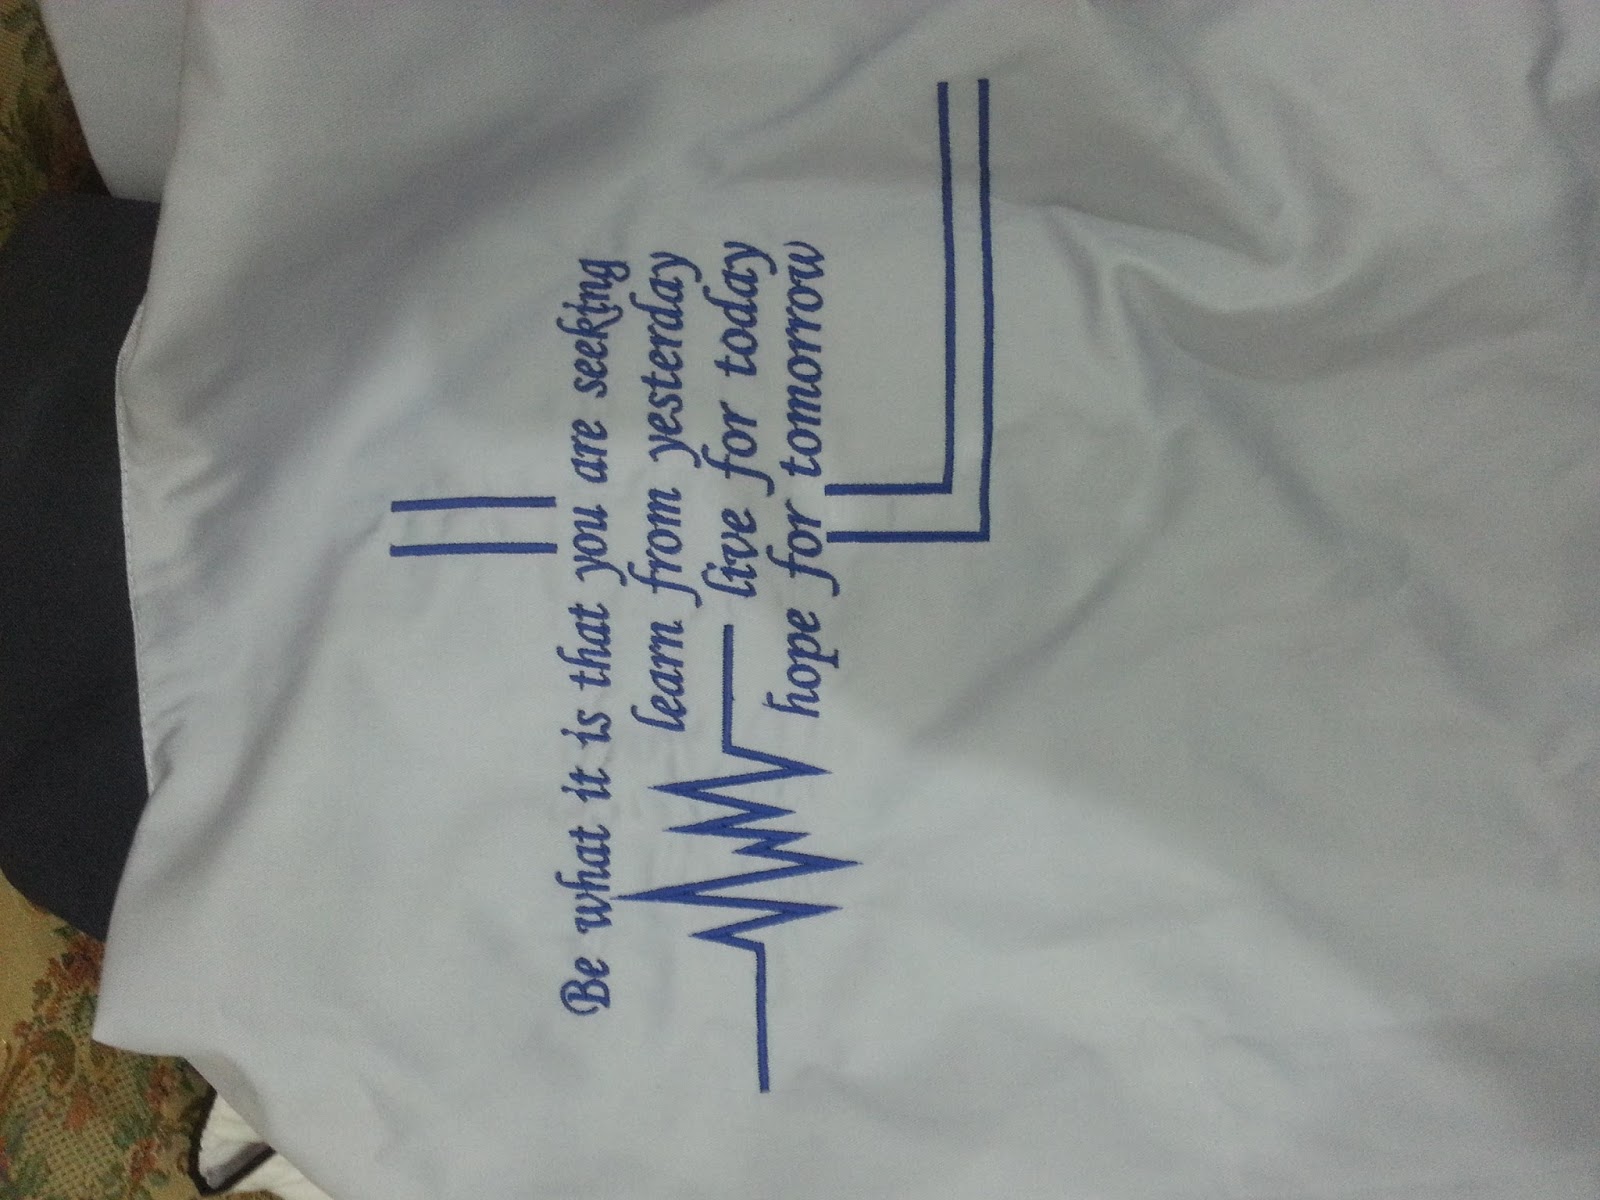 Be what it is that you are seeking
learn from yesterday
live for today
hope for tomorrow